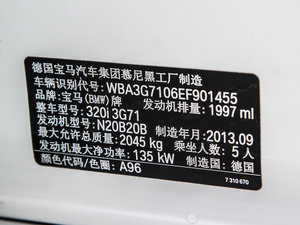 德国宝马汽车集团慕尼黑工厂制造
车辆识别代号: WBA3G7106EF901455
品牌: 宝马(BMW)牌 发动机排量: 1997 ml
整车型号: 320i 3G71
发动机型号: N20B20B 制造年月: 2013.09
最大允许总质量: 2045 kg 乘坐人数: 5 人
发动机最大净功率: 135 kW 制造国: 德国
颜色代码/色圈: A96
7 310 670